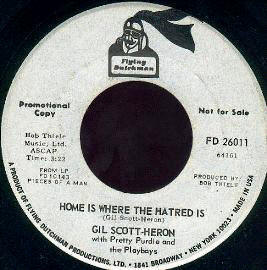 Flying
Dutchman
Promotional
Copy
Not for Sale
Bob Thiele
Music, Ltd.
ASCAP
Time: 3:22
FROM LP
FD 10143
PIECES OF A MAN
FD 26011
PRODUCED BY
BOB THIELE
HOME IS WHERE THE HATRED IS
(Gil Scott-Heron)
GIL SCOTT-HERON
with Pretty Purdie and
the Playboys
A PRODUCT OF FLYING DUTCHMAN PRODUCTIONS, LTD. · 1841 BROADWAY · NEW YORK 10023 · MADE IN USA